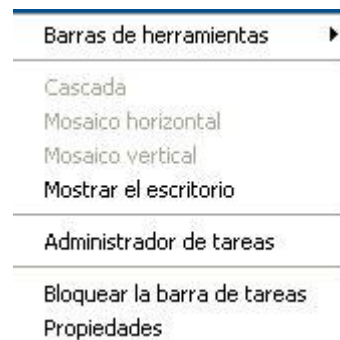 Barras de herramientas
Cascada
Mosaico horizontal
Mosaico vertical
Mostrar el escritorio
Administrador de tareas
Bloquear la barra de tareas
Propiedades